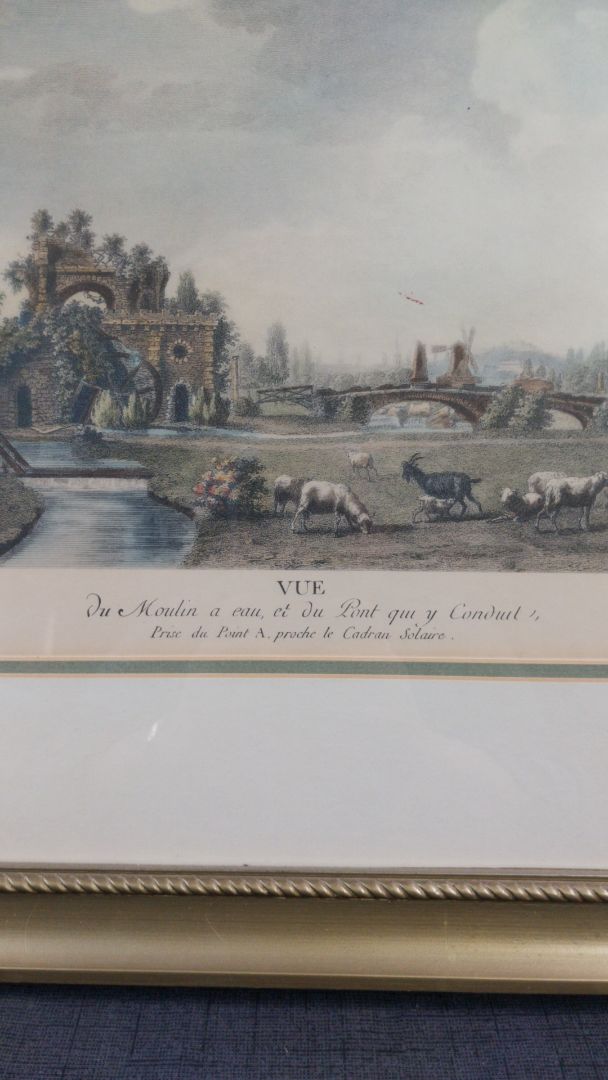 VUE
du Moulin a eau, et du Pont qui y Conduit,
Prise du Point A, proche le Cadran Solaire.